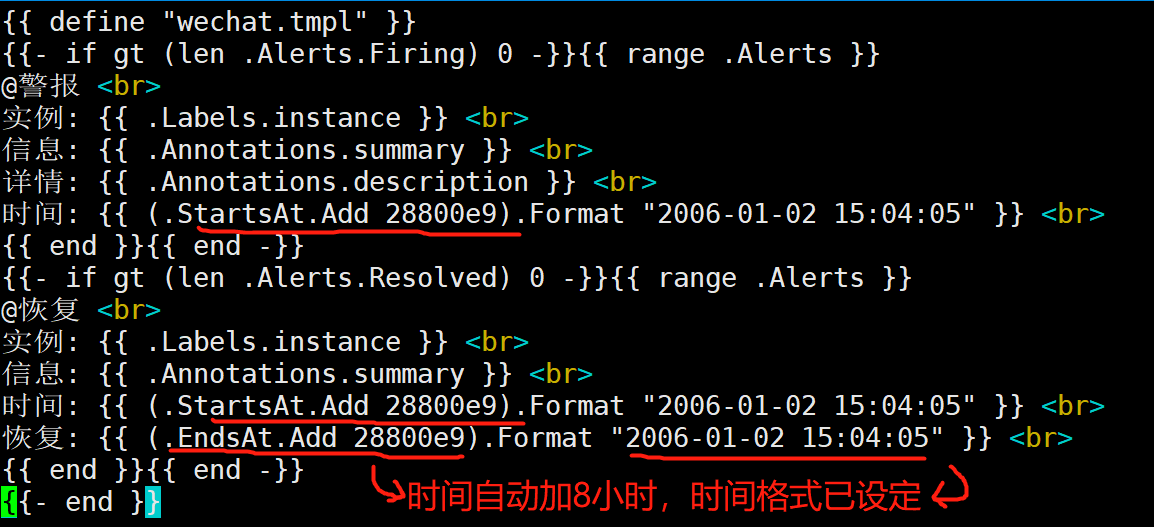 {{ define "wechat.tmpl" }}
{{- if gt (len .Alerts.Firing) 0 -}}{{ range .Alerts }}
@警报 <br>
实例: {{ .Labels.instance }} <br>
信息: {{ .Annotations.summary }} <br>
详情: {{ .Annotations.description }} <br>
时间: {{ (.StartsAt.Add 28800e9).Format "2006-01-02 15:04:05" }} <br>
{{ end }}{{ end -}}
{{- if gt (len .Alerts.Resolved) 0 -}}{{ range .Alerts }}
@恢复 <br>
实例: {{ .Labels.instance }} <br>
信息: {{ .Annotations.summary }} <br>
时间: {{ (.StartsAt.Add 28800e9).Format "2006-01-02 15:04:05" }} <br>
恢复: {{ (.EndsAt.Add 28800e9).Format "2006-01-02 15:04:05" }} <br>
{{ end }}{{ end -}}
时间自动加8小时，时间格式已设定
{{- end }}